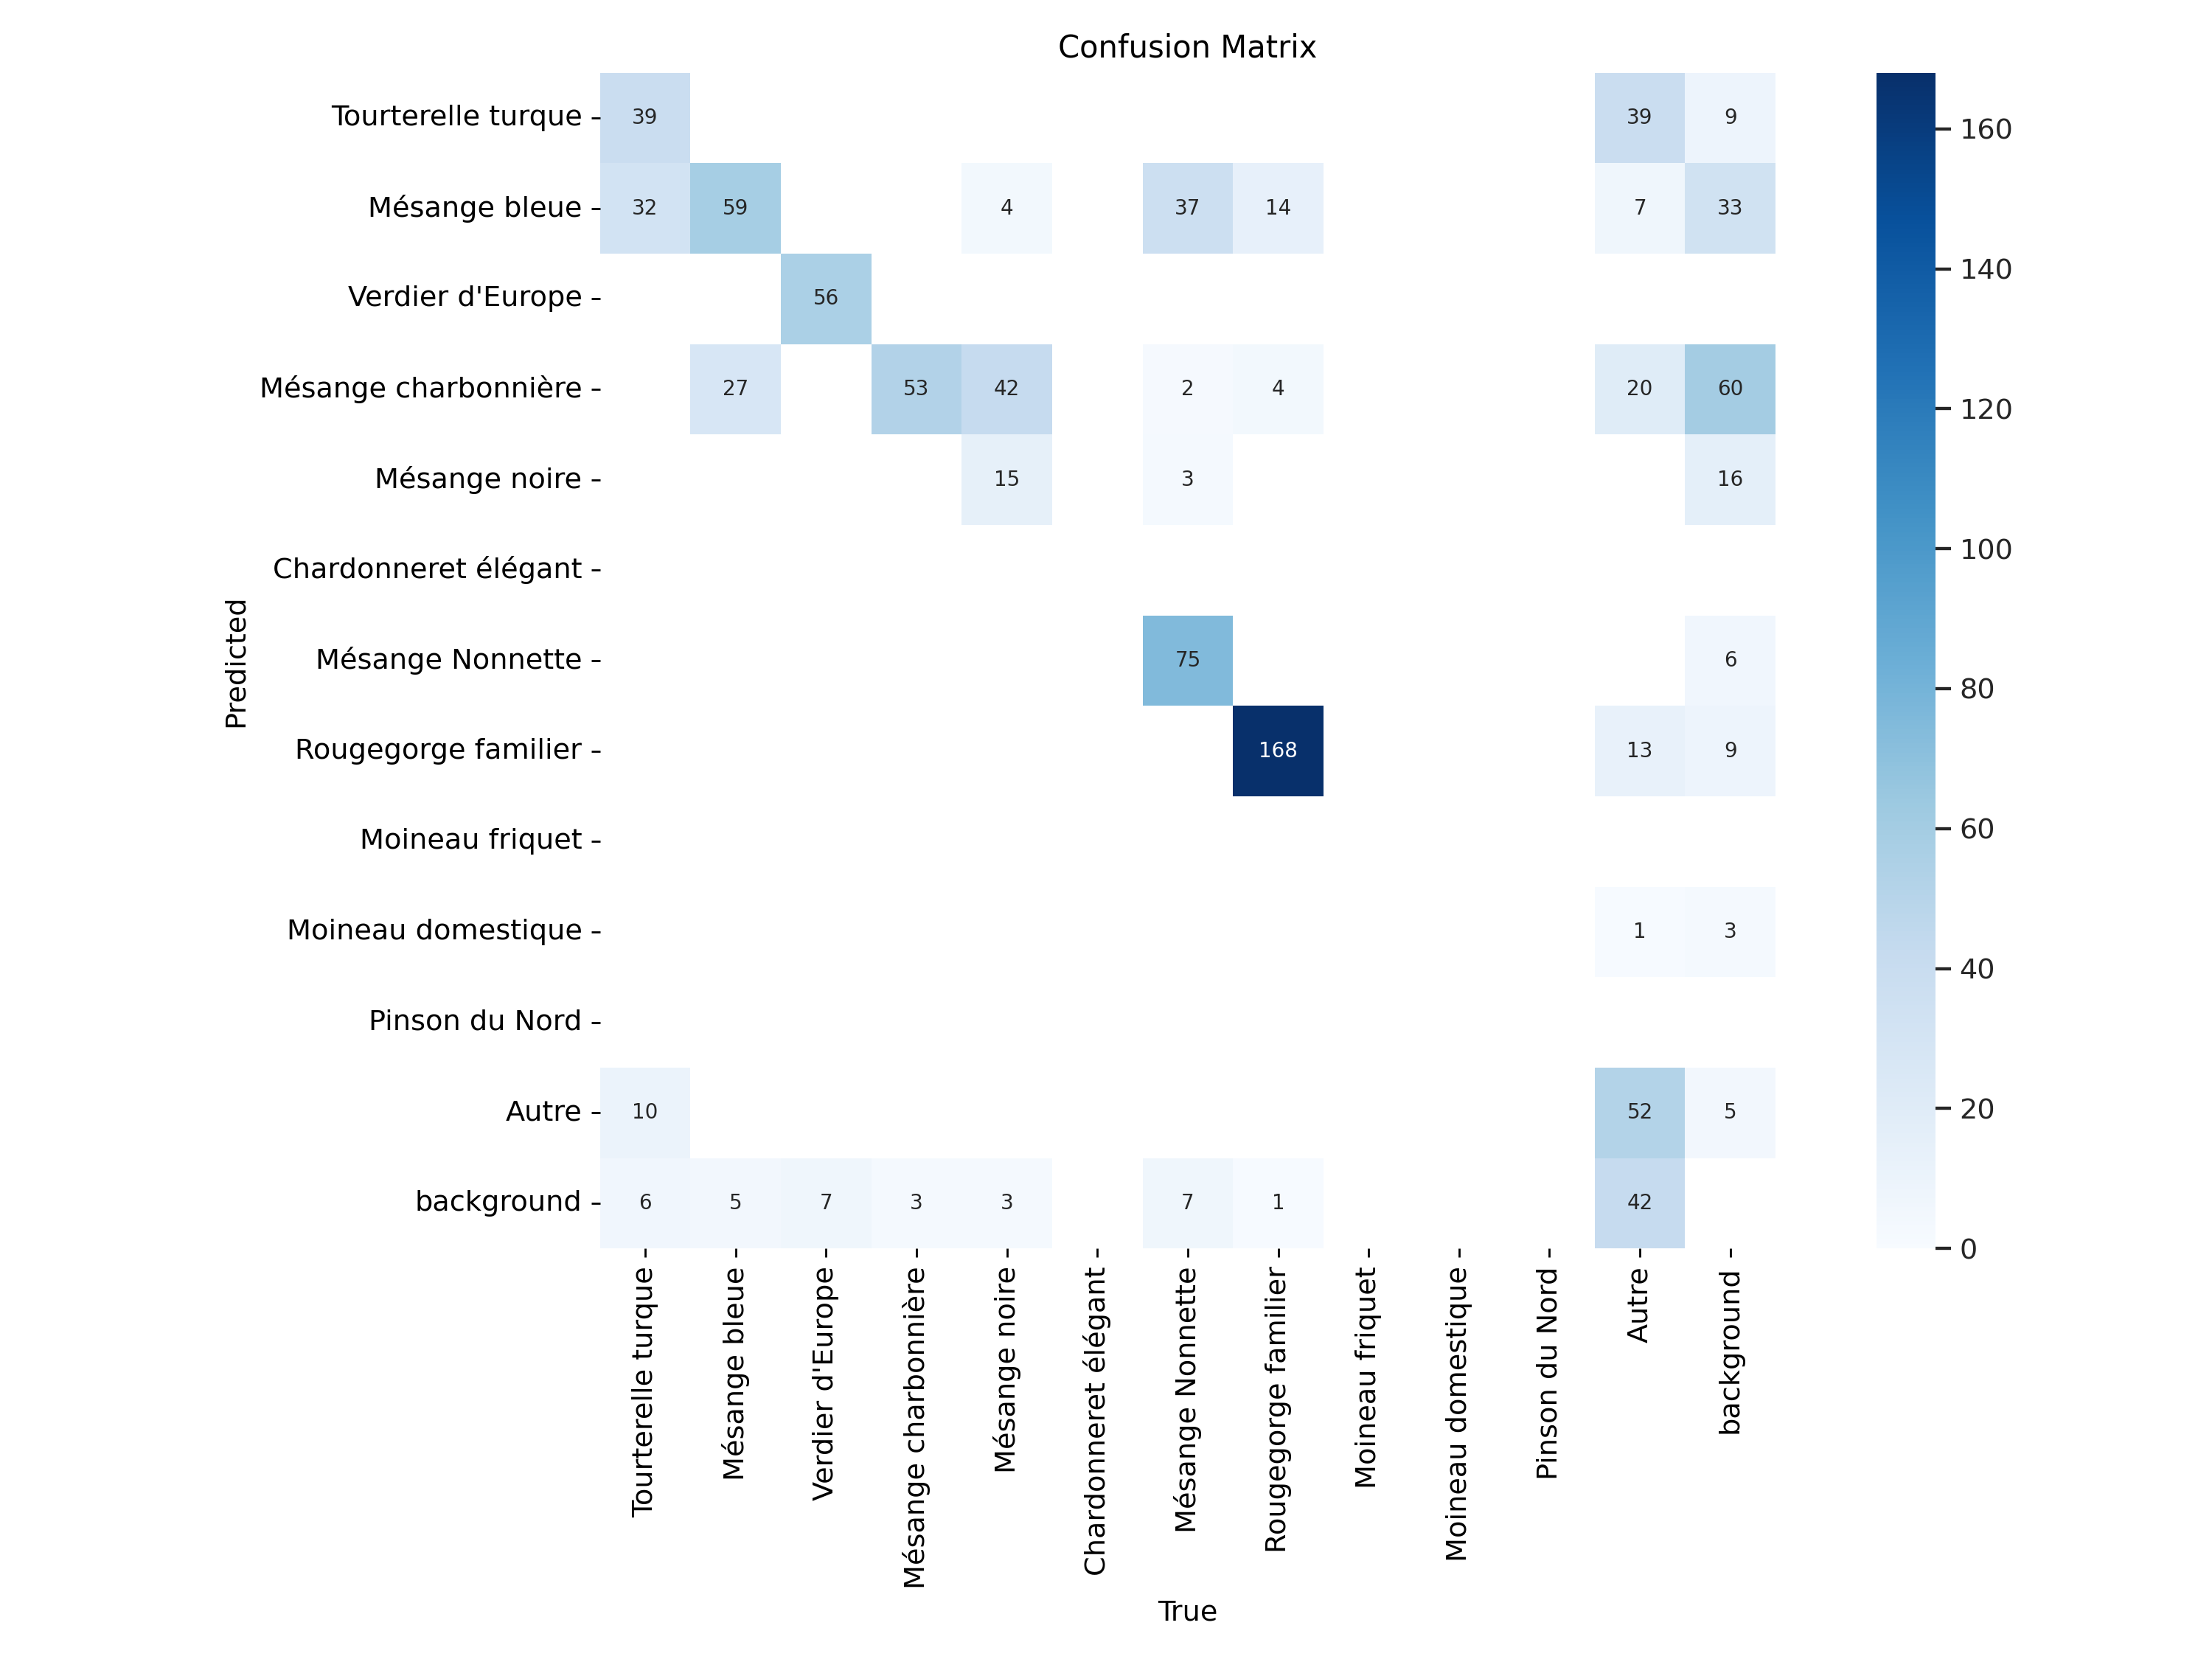 Confusion Matrix
Tourterelle turque 39 39 9
Mésange bleue 32 59 4 37 14 7 33
Verdier d'Europe 56
Mésange charbonnière 27 53 42 2 4 20 60
Mésange noire 15 3 16
Chardonneret élégant
Mésange Nonnette 75 6
Rougegorge familier 168 13 9
Moineau friquet
Moineau domestique 1 3
Pinson du Nord
Autre 10 52 5
background 6 5 7 3 3 7 1 42
Predicted
Tourterelle turque
Mésange bleue
Verdier d'Europe
Mésange charbonnière
Mésange noire
Chardonneret élégant
Mésange Nonnette
Rougegorge familier
Moineau friquet
Moineau domestique
Pinson du Nord
Autre
background
True
160
140
120
100
80
60
40
20
0